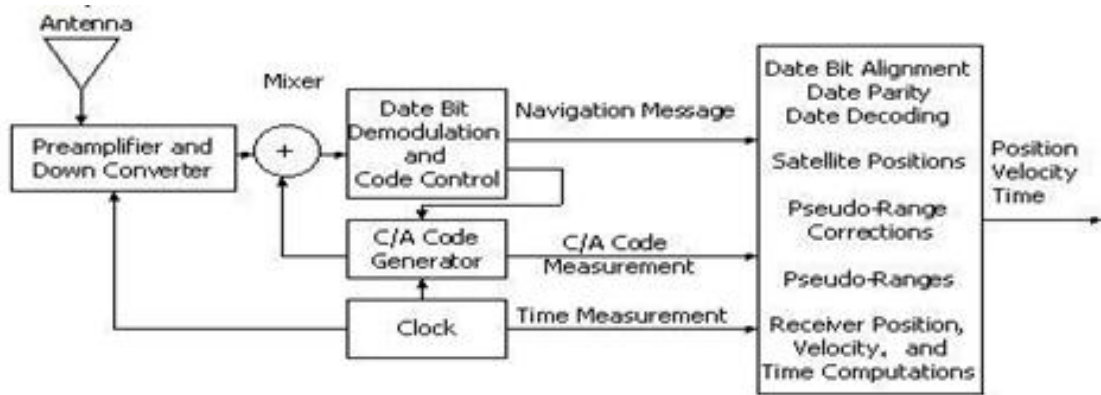 Antenna
Mixer
Preamplifier and
Down Converter
+
Date Bit
Demodulation
and
Code Control
Navigation Message
C/A Code
Generator
C/A Code
Measurement
Clock
Time Measurement
Date Bit Alignment
Date Parity
Date Decoding
Satellite Positions
Pseudo-Range
Corrections
Pseudo-Ranges
Receiver Position,
Velocity, and
Time Computations
Position
Velocity
Time